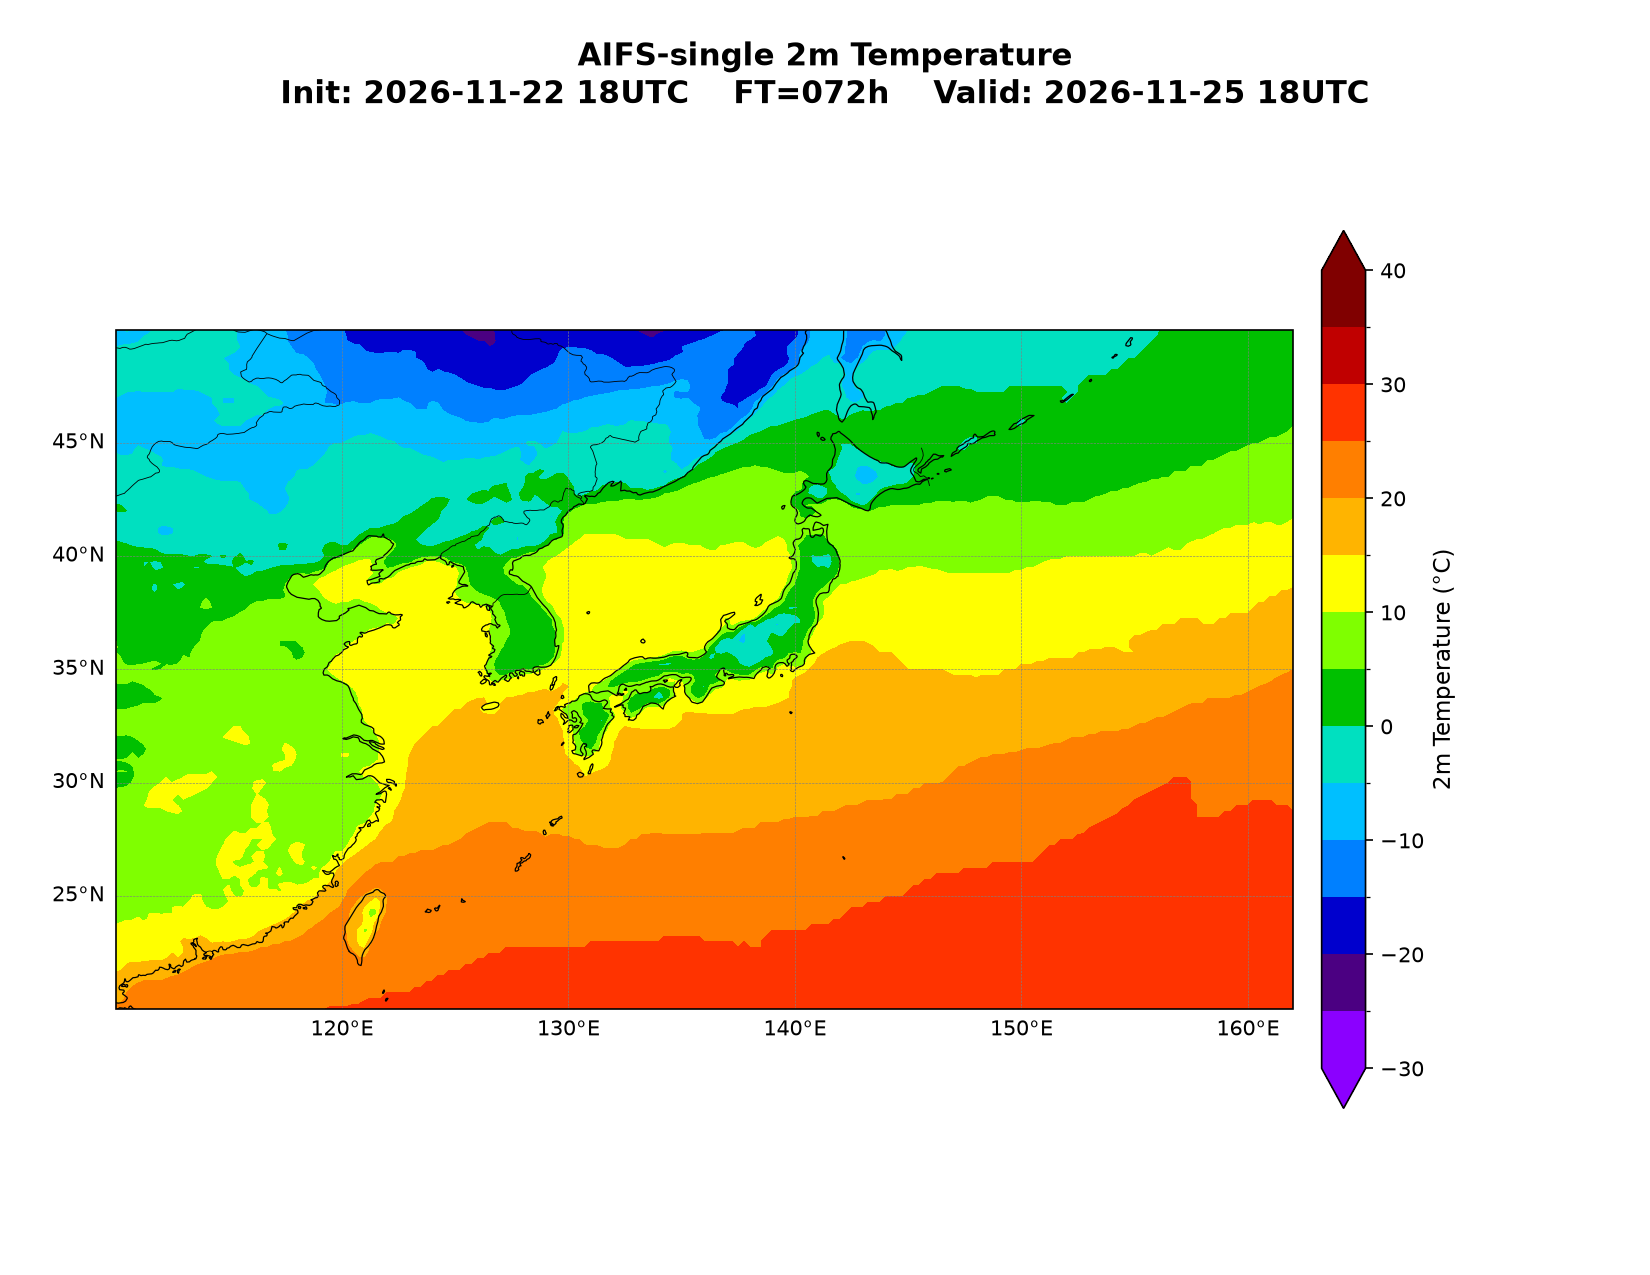 AIFS-single 2m Temperature
Init: 2026-11-22 18UTC    FT=072h    Valid: 2026-11-25 18UTC
45°N
40°N
35°N
30°N
25°N
120°E
130°E
140°E
150°E
160°E
40
30
20
10
0
−10
−20
−30
2m Temperature (°C)